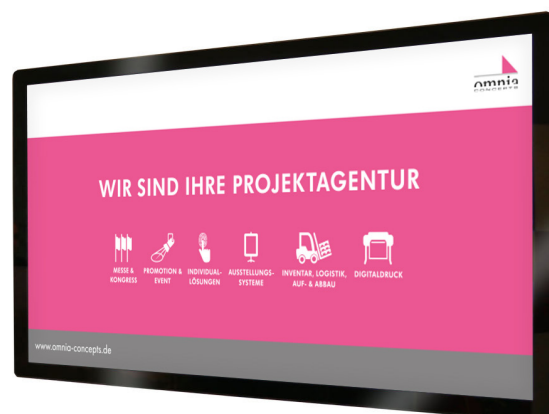 omnia
CONCEPTS
WIR SIND IHRE PROJEKTAGENTUR
MESSE &
KONGRESS
PROMOTION &
EVENT
INDIVIDUAL-
LÖSUNGEN
AUSSTELLUNGS-
SYSTEME
INVENTAR, LOGISTIK,
AUF- & ABBAU
DIGITALDRUCK
www.omnia-concepts.de